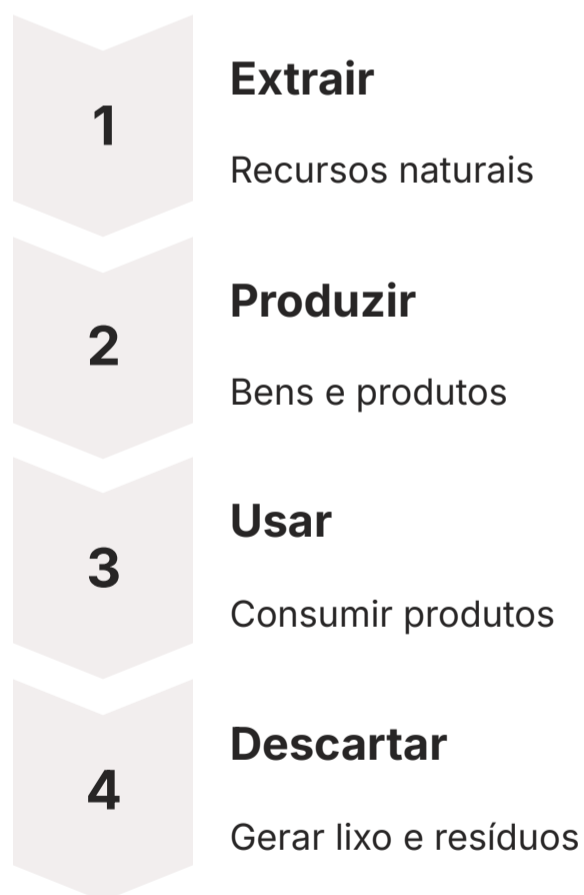 1
Extrair
Recursos naturais
2
Produzir
Bens e produtos
3
Usar
Consumir produtos
4
Descartar
Gerar lixo e resíduos